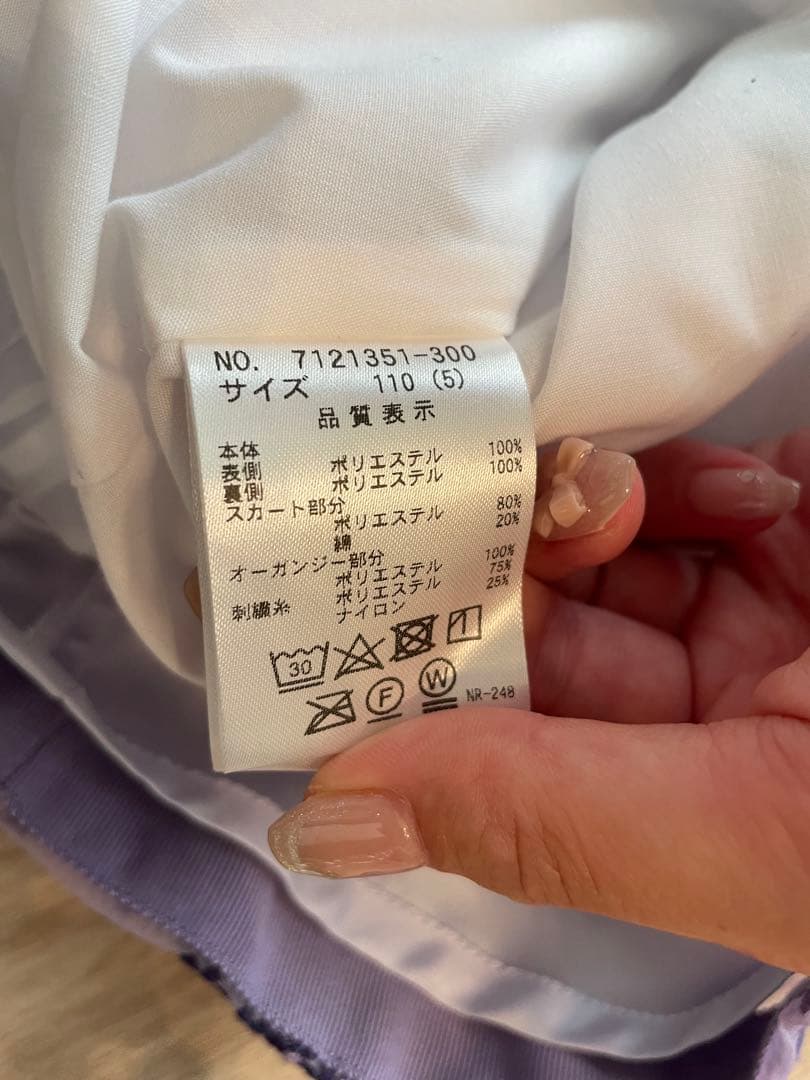 NO. 7121351-300
サイズ 110 (5)
品質表示
本体
表側 ポリエステル 100%
裏側 ポリエステル 100%
スカート部分
ポリエステル 80%
綿 20%
オーガンジー部分
ポリエステル 100%
刺繍糸 ポリエステル 75%
ナイロン 25%
30
F W NR-248